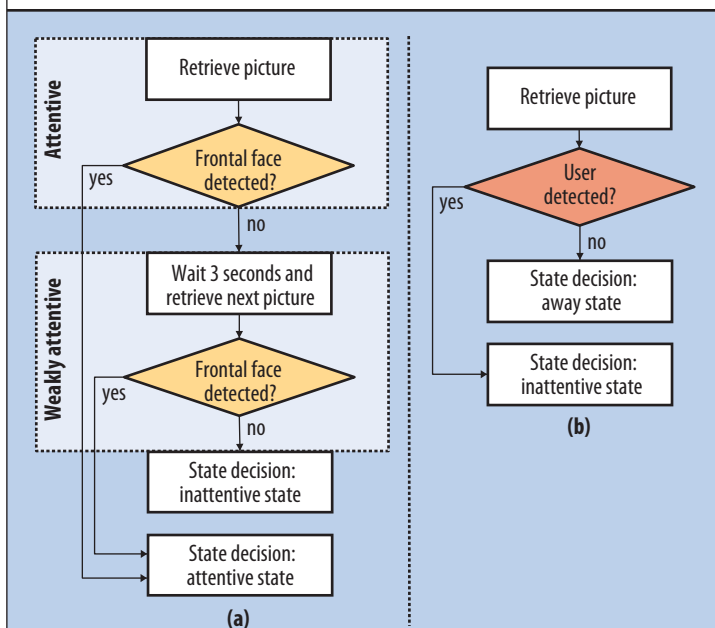 Attentive
Retrieve picture
Frontal face
detected?
yes
no
Weakly attentive
Wait 3 seconds and
retrieve next picture
Frontal face
detected?
yes
no
State decision:
inattentive state
State decision:
attentive state
(a)
Retrieve picture
User
detected?
yes
no
State decision:
away state
State decision:
inattentive state
(b)